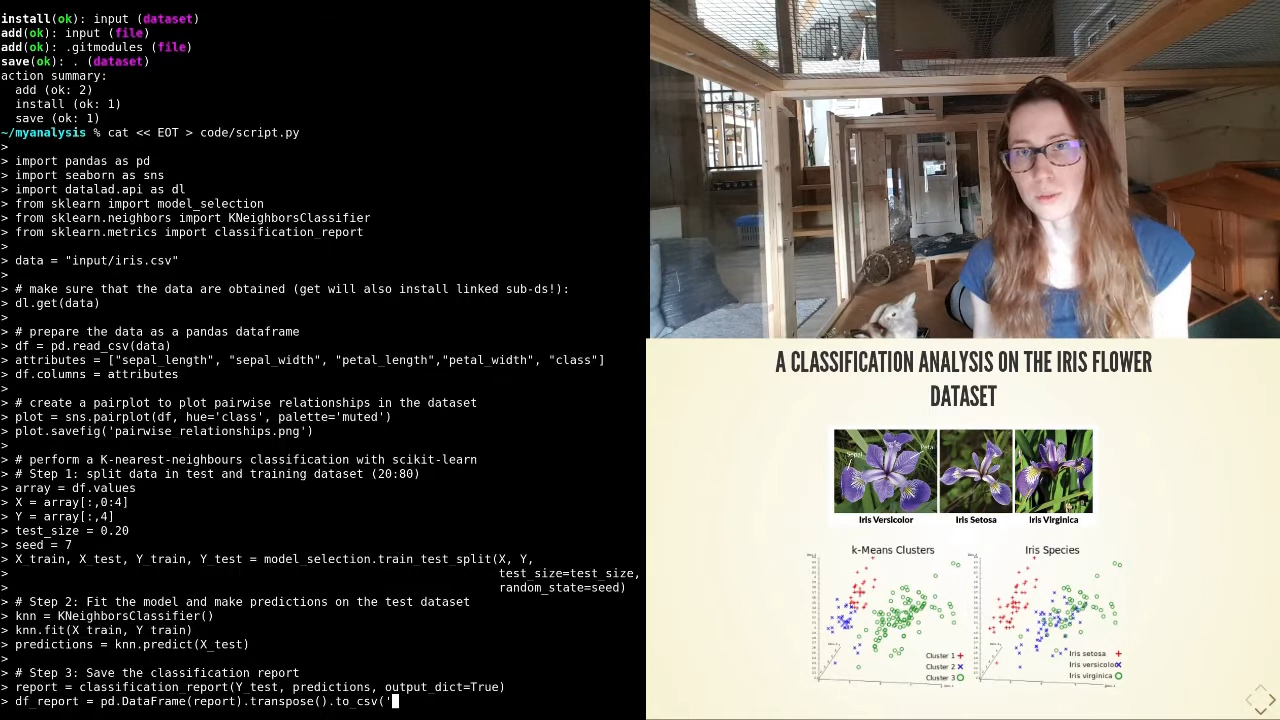 all(ok): input (dataset)
(file)
(file)
ave(ok): . (dataset)
action summary:
add (ok: 2)
install (ok: 1)
save (ok: 1)
~/myanalysis % cat << EOT > code/script.py
> import pandas as pd
> import seaborn as sns
> import datalad.api as dl
> from sklearn import model_selection
> from sklearn.neighbors import KNeighborsClassifier
> from sklearn.metrics import classification_report
>
> data = "input/iris.csv"
>
> # make sure that the data are obtained (get will also install linked sub-ds!):
> dl.get(data)
>
> # prepare the data as a pandas dataframe
> df = pd.read_csv(data)
> attributes = ["sepal_length", "sepal_width", "petal_length","petal_width", "class"]
> df.columns = attributes
>
> # create a pairplot to plot pairwise relationships in the dataset
> plot = sns.pairplot(df, hue='class', palette='muted')
> plot.savefig('pairwise_relationships.png')
>
> # perform a K-nearest-neighbours classification with scikit-learn
> # Step 1: split data in test and training dataset (20:80)
> array = df.values
> X = array[:,0:4]
> Y = array[:,4]
> test_size = 0.20
> seed = 7
> X_train, X_test, Y_train, Y_test = model_selection.train_test_split(X, Y,
> test_size=test_size,
> random_state=seed)
> # Step 2: Fit the model and make predictions on the test dataset
> knn = KNeighborsClassifier()
> knn.fit(X_train, Y_train)
> predictions = knn.predict(X_test)
>
> # Step 3: Save the classification report
> report = classification_report(Y_test, predictions, output_dict=True)
> df_report = pd.DataFrame(report).transpose().to_csv('
A CLASSIFICATION ANALYSIS ON THE IRIS FLOWER
DATASET
Sepal
Petal
Iris Versicolor
Iris Setosa
Iris Virginica
k-Means Clusters
Iris Species
Cluster 1
Cluster 2
Cluster 3
Iris setosa
Iris versicolor
Iris virginica